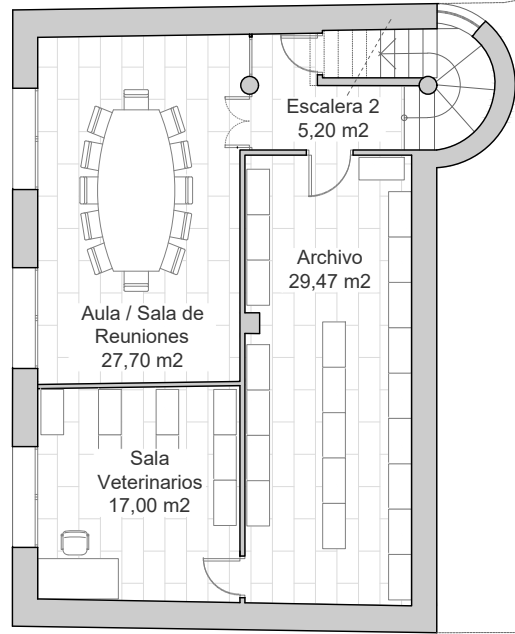 Escalera 2
5,20 m2
Archivo
29,47 m2
Aula / Sala de
Reuniones
27,70 m2
Sala
Veterinarios
17,00 m2